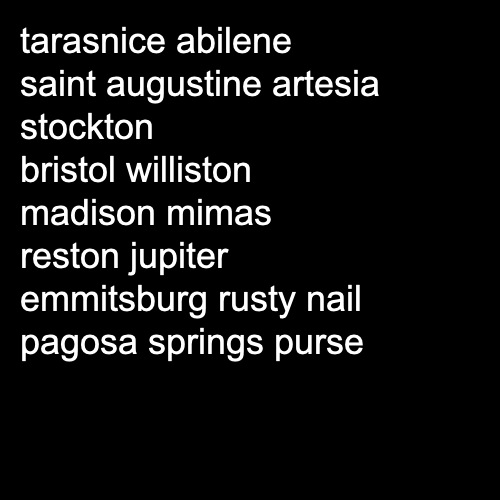 tarasnice abilene
saint augustine artesia
stockton
bristol williston
madison mimas
reston jupiter
emmitsburg rusty nail
pagosa springs purse